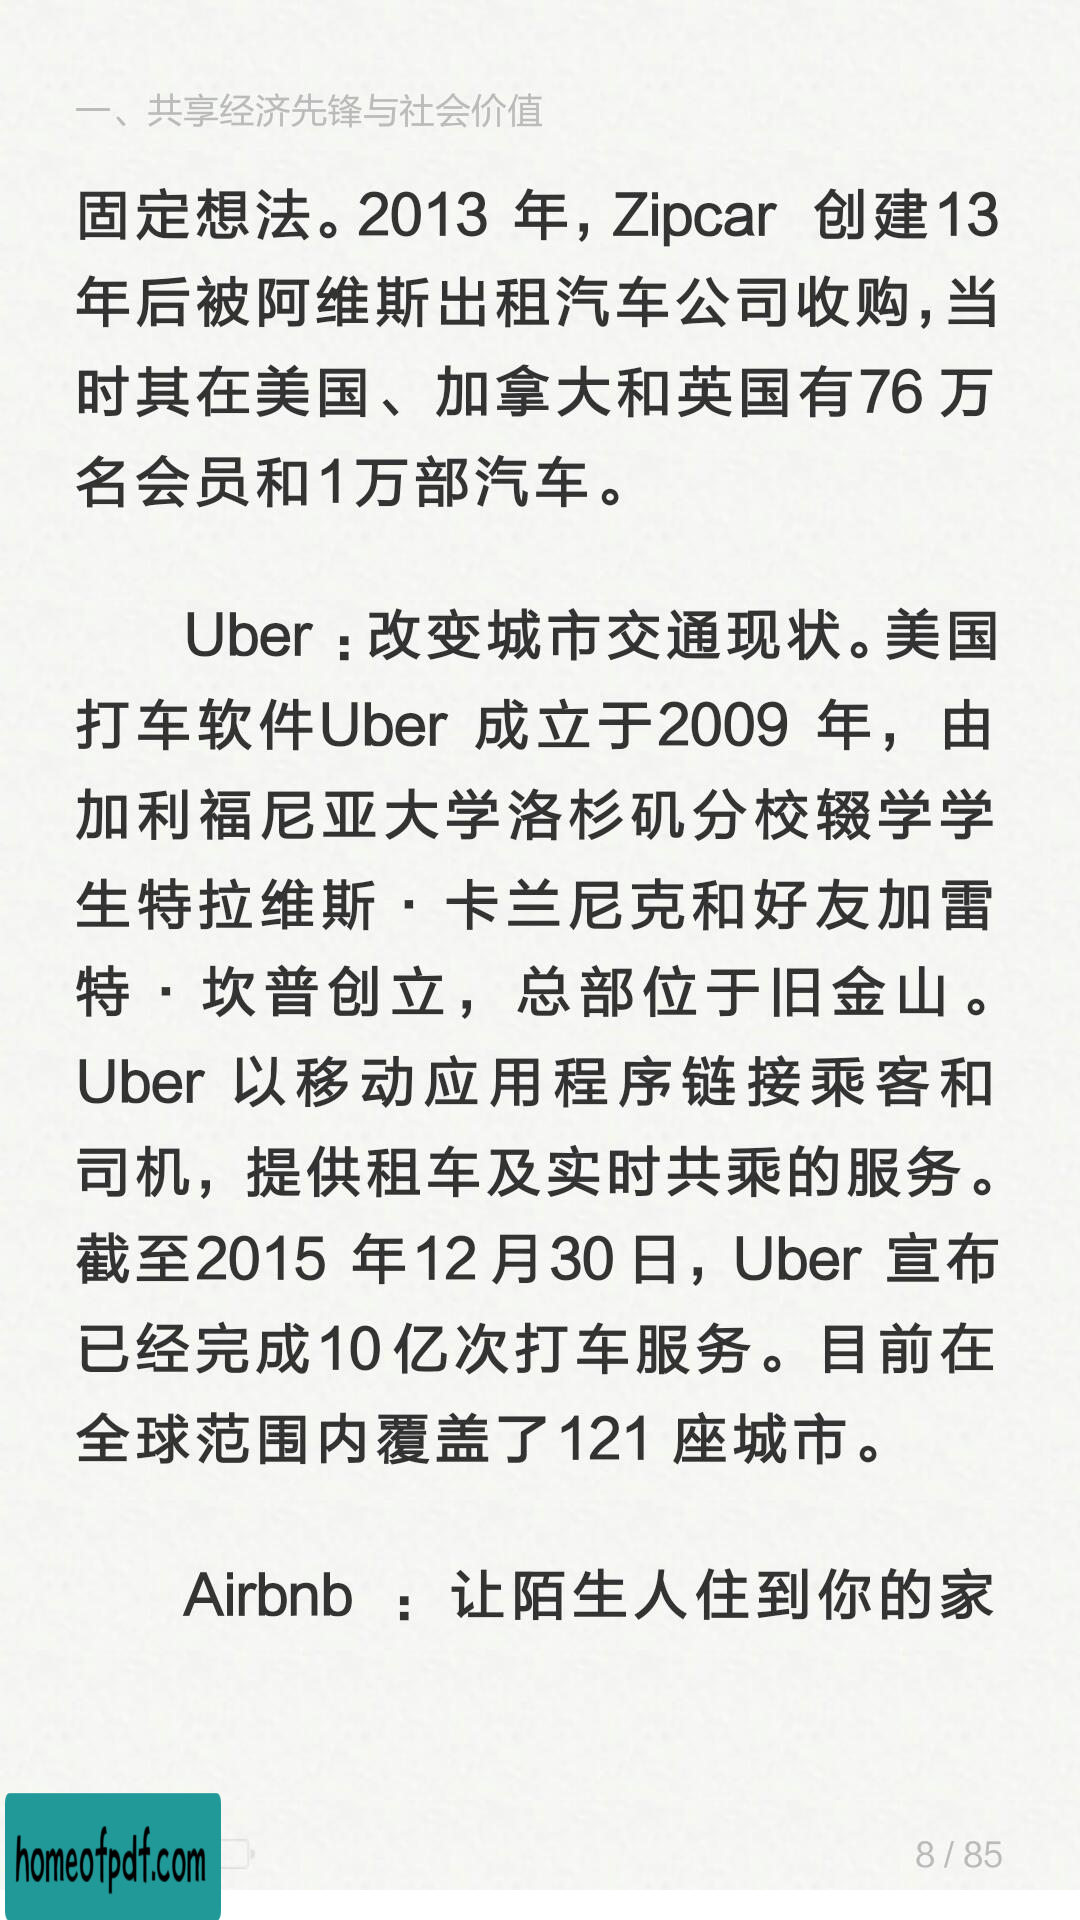 一、共享经济先锋与社会价值
固定想法。2013 年，Zipcar 创建13
年后被阿维斯出租汽车公司收购，当
时其在美国、加拿大和英国有76 万
名会员和1万部汽车。
Uber：改变城市交通现状。美国
打车软件Uber 成立于2009 年，由
加利福尼亚大学洛杉矶分校辍学学
生特拉维斯·卡兰尼克和好友加雷
特·坎普创立，总部位于旧金山。
Uber 以移动应用程序链接乘客和
司机，提供租车及实时共乘的服务。
截至2015 年12月30日，Uber 宣布
已经完成10亿次打车服务。目前在
全球范围内覆盖了121 座城市。
Airbnb ：让陌生人住到你的家
homeofpdf.com
8 / 85